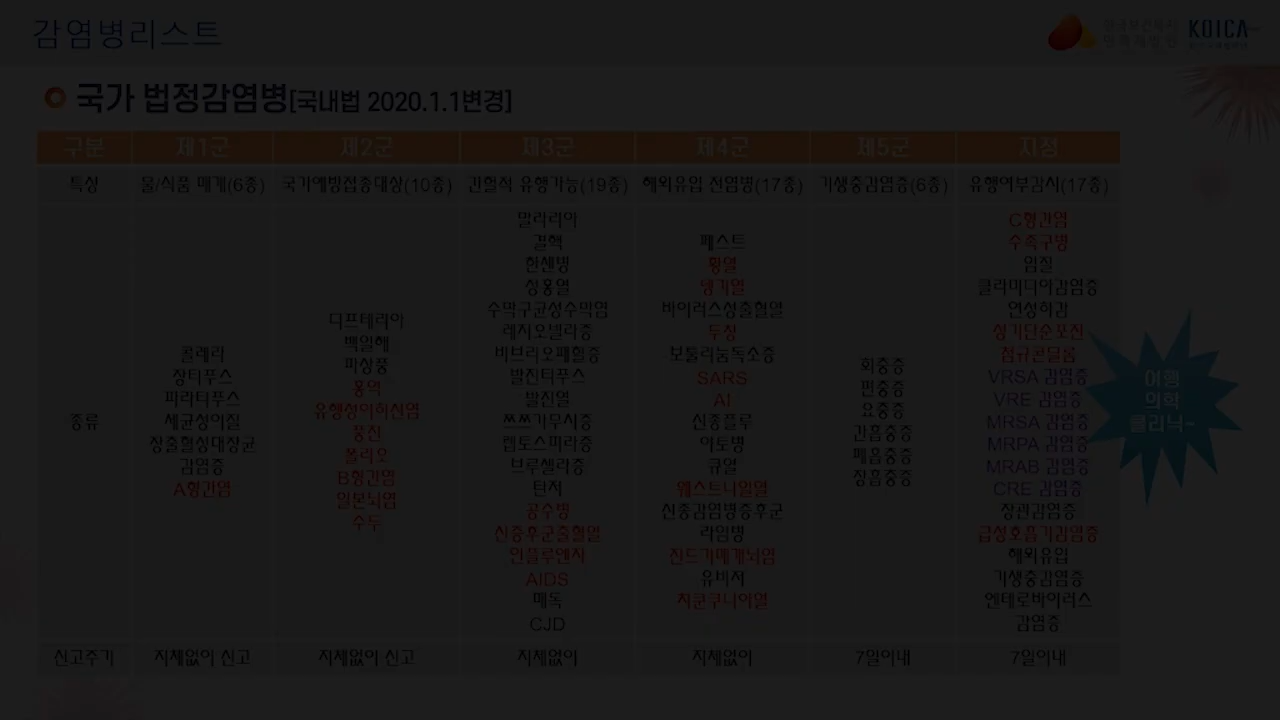 감염병리스트
KOICA
국가 법정감염병[국내법 2020.1.1변경]
구분 제1군 제2군 제3군 제4군 제5군 지정
특성 물/식품 매개(6종) 국가예방접종대상(10종) 간헐적 유행가능(19종) 해외유입 전염병(17종) 기생충감염증(6종) 유행여부감시(17종)
종류
콜레라
장티푸스
파라티푸스
세균성이질
장출혈성대장균
감염증
A형간염
디프테리아
백일해
파상풍
홍역
유행성이하선염
풍진
폴리오
B형간염
일본뇌염
수두
말라리아
결핵
한센병
성홍열
수막구균성수막염
레지오넬라증
비브리오패혈증
발진티푸스
발진열
쯔쯔가무시증
렙토스피라증
브루셀라증
탄저
공수병
신증후군출혈열
인플루엔자
AIDS
매독
CJD
페스트
황열
뎅기열
바이러스성출혈열
두창
보툴리눔독소증
SARS
AI
신종플루
야토병
큐열
웨스트나일열
신종감염병증후군
라임병
진드기매개뇌염
유비저
치쿤쿠니야열
회충증
편충증
요충증
간흡충증
폐흡충증
장흡충증
C형간염
수족구병
임질
클라미디아감염증
연성하감
성기단순포진
첨규콘딜롬
VRSA 감염증
VRE 감염증
MRSA 감염증
MRPA 감염증
MRAB 감염증
CRE 감염증
장관감염증
급성호흡기감염증
해외유입
기생충감염증
엔테로바이러스
감염증
여행
의학
클리닉~
신고주기 지체없이 신고 지체없이 신고 지체없이 지체없이 7일이내 7일이내